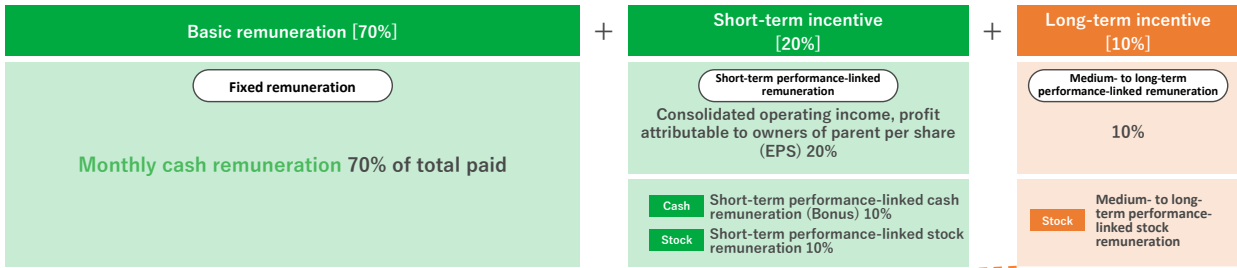 Basic remuneration [70%]
+
Short-term incentive
[20%]
+
Long-term incentive
[10%]
Fixed remuneration
Monthly cash remuneration 70% of total paid
Short-term performance-linked
remuneration
Consolidated operating income, profit
attributable to owners of parent per share
(EPS) 20%
Cash
Short-term performance-linked cash
remuneration (Bonus) 10%
Stock
Short-term performance-linked stock
remuneration 10%
Medium- to long-term
performance-linked remuneration
10%
Stock
Medium- to long-
term performance-
linked stock
remuneration